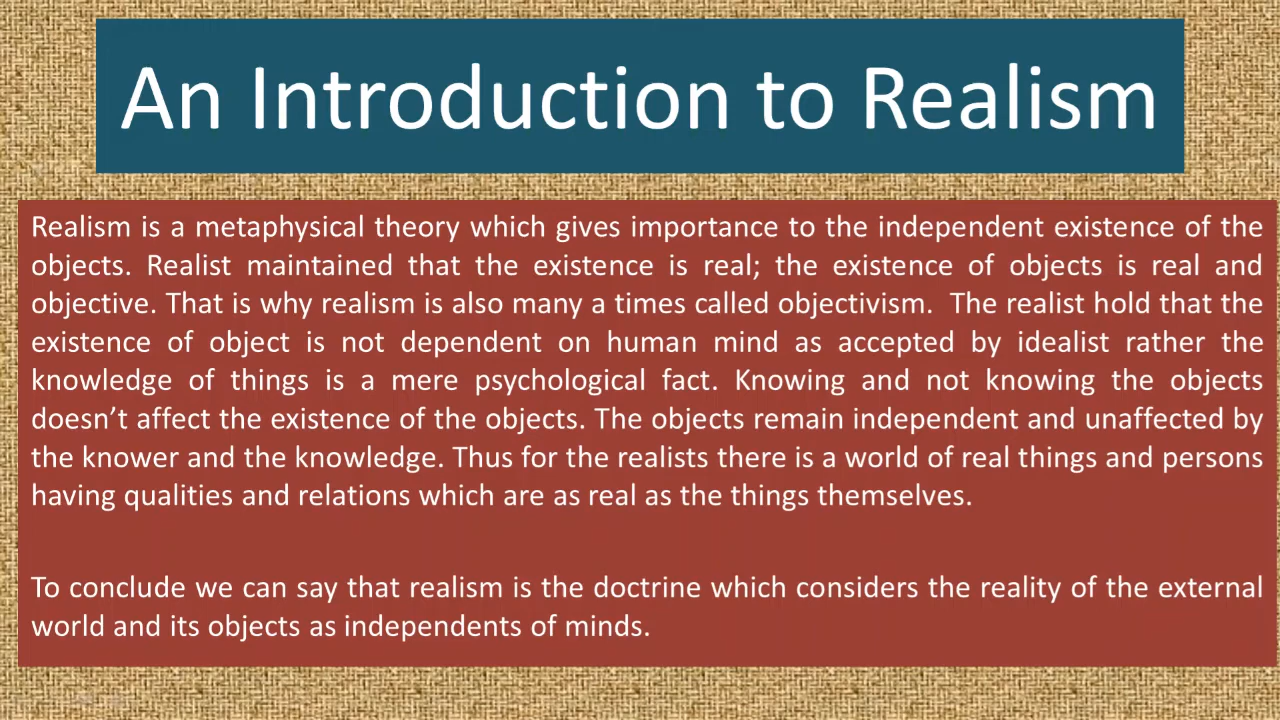 An Introduction to Realism
Realism is a metaphysical theory which gives importance to the independent existence of the
objects. Realist maintained that the existence is real; the existence of objects is real and
objective. That is why realism is also many a times called objectivism.  The realist hold that the
existence of object is not dependent on human mind as accepted by idealist rather the
knowledge of things is a mere psychological fact. Knowing and not knowing the objects
doesn’t affect the existence of the objects. The objects remain independent and unaffected by
the knower and the knowledge. Thus for the realists there is a world of real things and persons
having qualities and relations which are as real as the things themselves.
To conclude we can say that realism is the doctrine which considers the reality of the external
world and its objects as independents of minds.